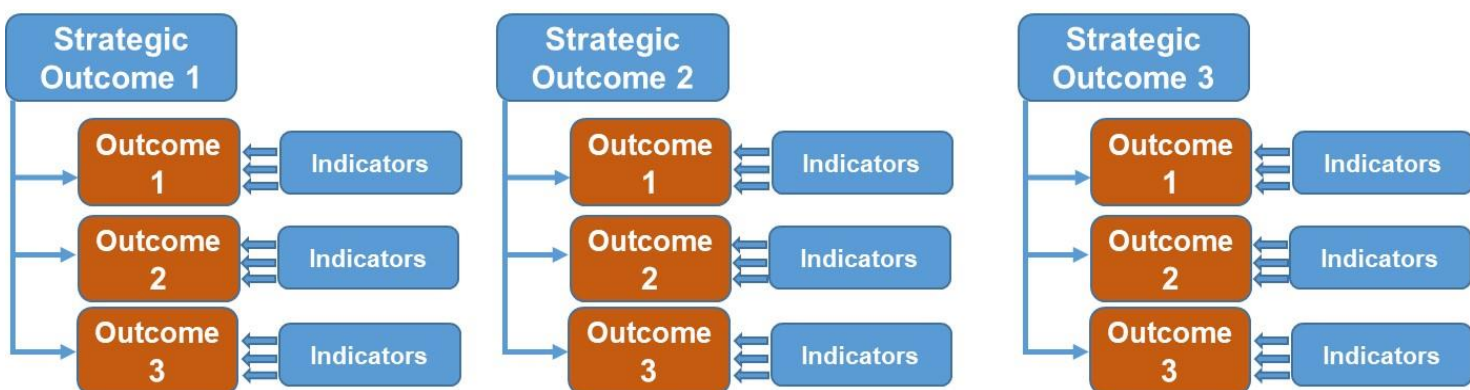 Strategic
Outcome 1
Outcome
1
Indicators
Outcome
2
Indicators
Outcome
3
Indicators
Strategic
Outcome 2
Outcome
1
Indicators
Outcome
2
Indicators
Outcome
3
Indicators
Strategic
Outcome 3
Outcome
1
Indicators
Outcome
2
Indicators
Outcome
3
Indicators